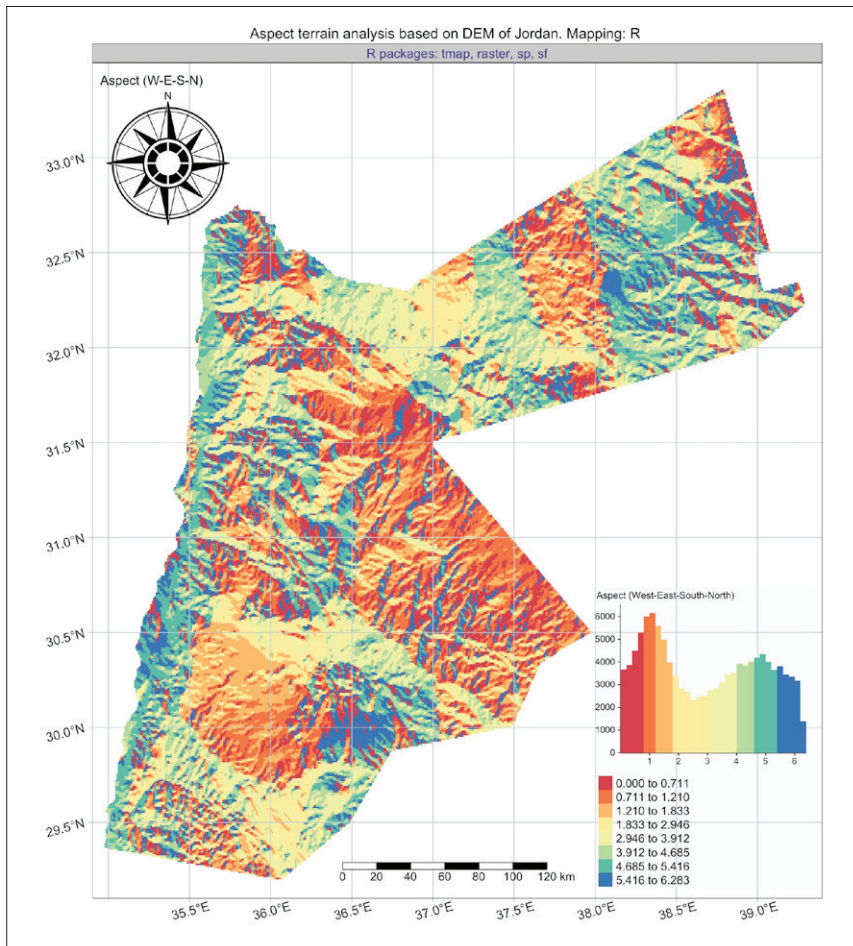 Aspect terrain analysis based on DEM of Jordan. Mapping: R
R packages: tmap, raster, sp, sf
Aspect (W-E-S-N)
N
33.0°N
32.5°N
32.0°N
31.5°N
31.0°N
30.5°N
30.0°N
29.5°N
Aspect (West-East-South-North)
6000
5000
4000
3000
2000
1000
0
1 2 3 4 5 6
0.000 to 0.711
0.711 to 1.210
1.210 to 1.833
1.833 to 2.946
2.946 to 3.912
3.912 to 4.685
4.685 to 5.416
5.416 to 6.283
0 20 40 60 80 100 120 km
35.5°E 36.0°E 36.5°E 37.0°E 37.5°E 38.0°E 38.5°E 39.0°E